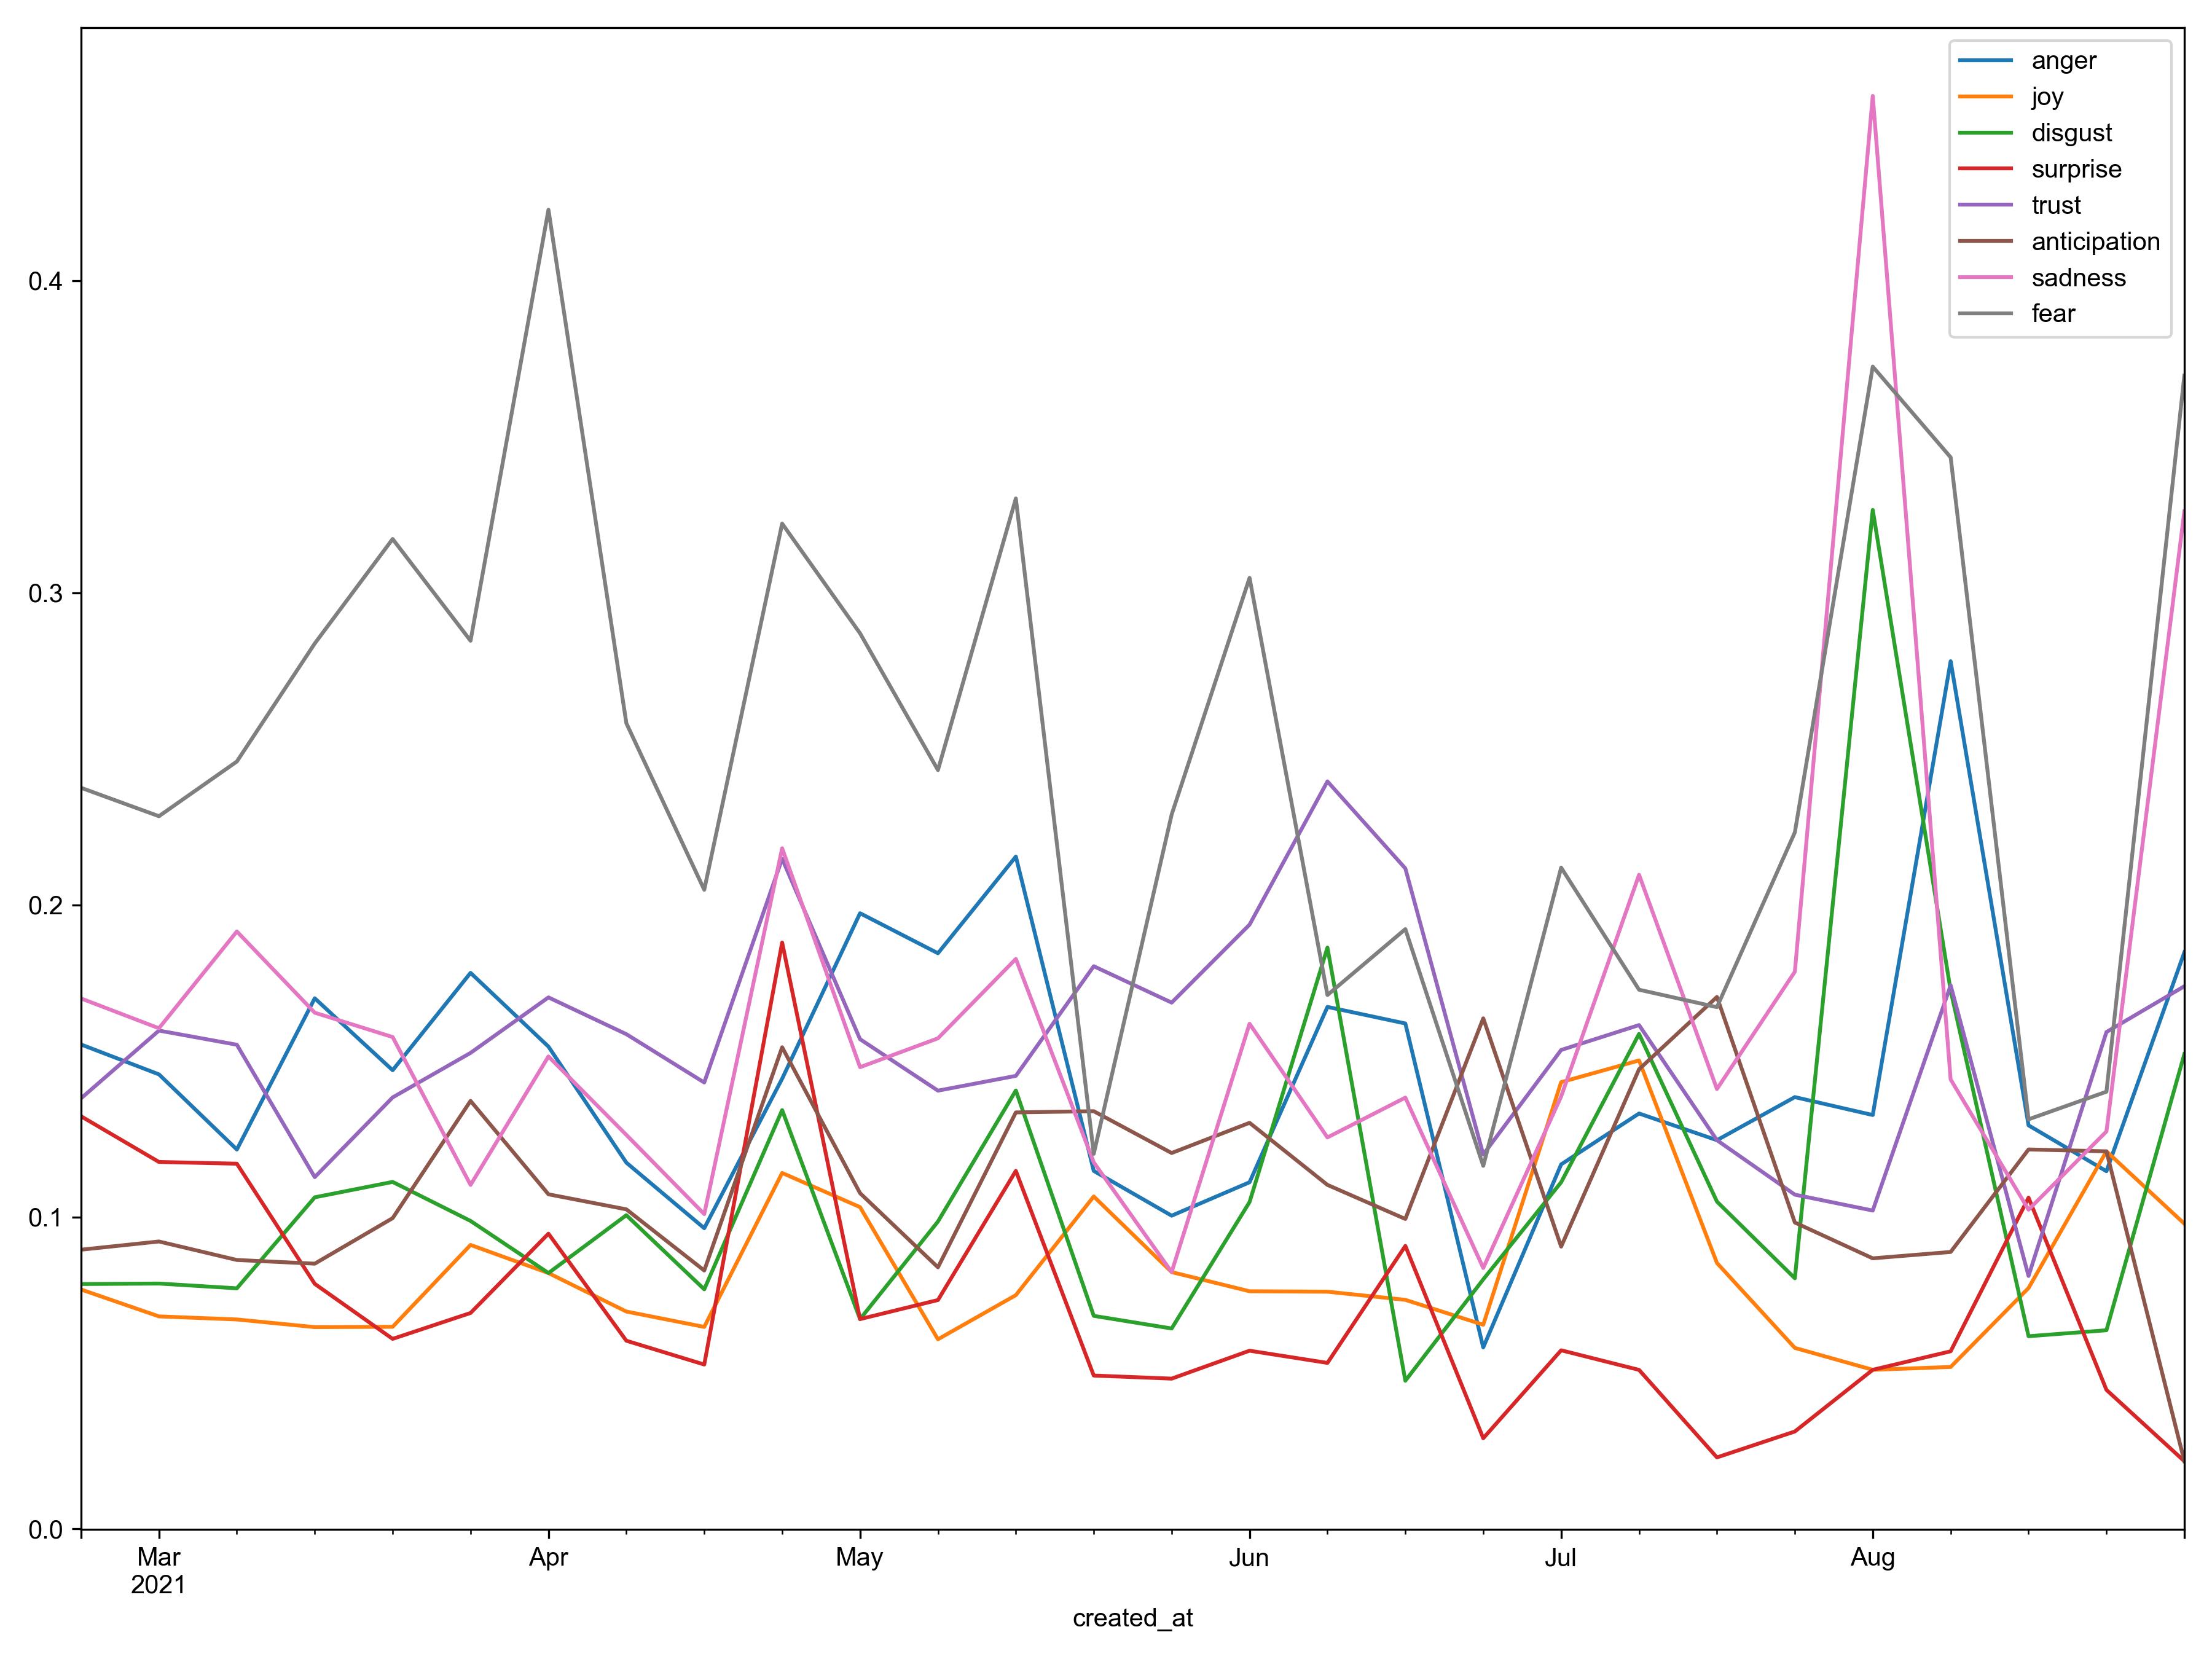 anger
joy
disgust
surprise
trust
anticipation
sadness
fear
0.4
0.3
0.2
0.1
0.0
Mar Apr May Jun Jul Aug
2021
created_at